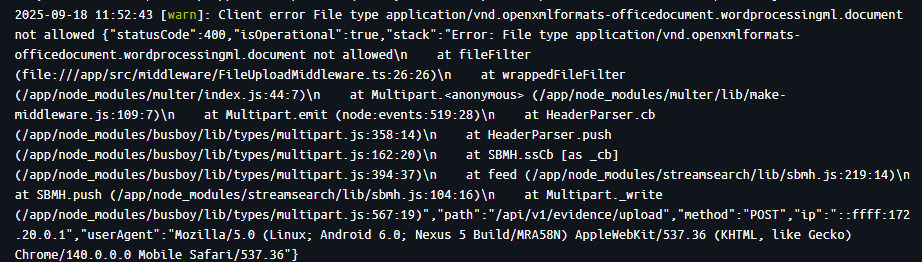 2025-09-18 11:52:43 [warn]: Client error File type application/vnd.openxmlformats-officedocument.wordprocessingml.document
not allowed {"statusCode":400,"isOperational":true,"stack":"Error: File type application/vnd.openxmlformats-
officedocument.wordprocessingml.document not allowed\n    at fileFilter
(file:///app/src/middleware/FileUploadMiddleware.ts:26:26)\n    at wrappedFileFilter
(/app/node_modules/multer/index.js:44:7)\n    at Multipart.<anonymous> (/app/node_modules/multer/lib/make-
middleware.js:109:7)\n    at Multipart.emit (node:events:519:28)\n    at HeaderParser.cb
(/app/node_modules/busboy/lib/types/multipart.js:358:14)\n    at HeaderParser.push
(/app/node_modules/busboy/lib/types/multipart.js:162:20)\n    at SBMH.ssCb [as _cb]
(/app/node_modules/busboy/lib/types/multipart.js:394:37)\n    at feed (/app/node_modules/streamsearch/lib/sbmh.js:219:14)\n
at SBMH.push (/app/node_modules/streamsearch/lib/sbmh.js:104:16)\n    at Multipart._write
(/app/node_modules/busboy/lib/types/multipart.js:567:19)","path":"/api/v1/evidence/upload","method":"POST","ip":"::ffff:172
.20.0.1","userAgent":"Mozilla/5.0 (Linux; Android 6.0; Nexus 5 Build/MRA58N) AppleWebKit/537.36 (KHTML, like Gecko)
Chrome/140.0.0.0 Mobile Safari/537.36"}